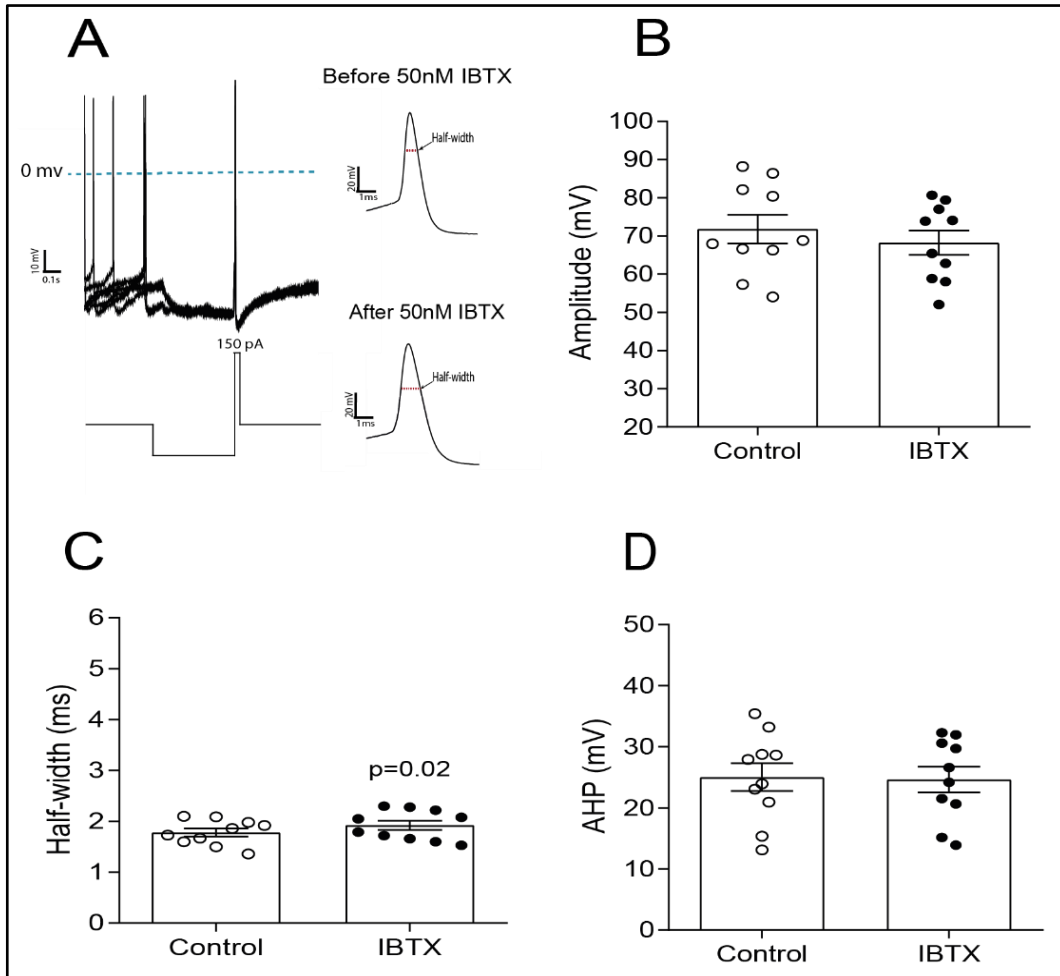 A
Before 50nM IBTX
Half-width
20 mV
1ms
0 mv
10 mV
0.1s
150 pA
After 50nM IBTX
Half-width
20 mV
1ms
B
Amplitude (mV)
100
90
80
70
60
50
40
30
20
Control IBTX
C
Half-width (ms)
6
5
4
3
2
1
0
p=0.02
Control IBTX
D
AHP (mV)
50
40
30
20
10
0
Control IBTX